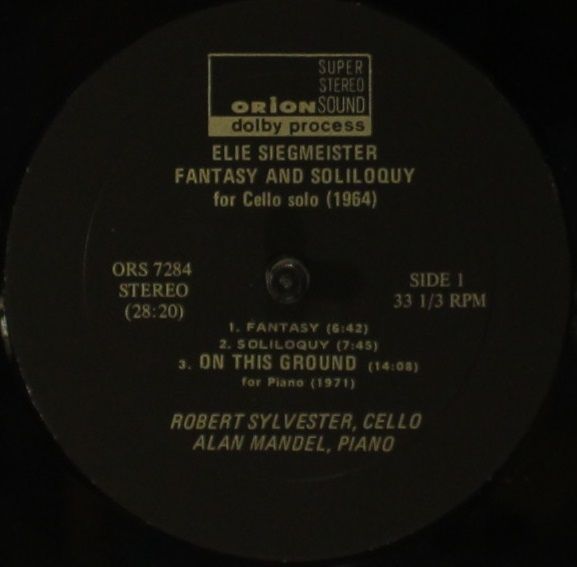 SUPER
STEREO
ORION SOUND
dolby process
ELIE SIEGMEISTER
FANTASY AND SOLILOQUY
for Cello solo (1964)
ORS 7284
STEREO
(28:20)
SIDE 1
33 1/3 RPM
1. FANTASY (6:42)
2. SOLILOQUY (7:45)
3. ON THIS GROUND (14:08)
for Piano (1971)
ROBERT SYLVESTER, CELLO
ALAN MANDEL, PIANO